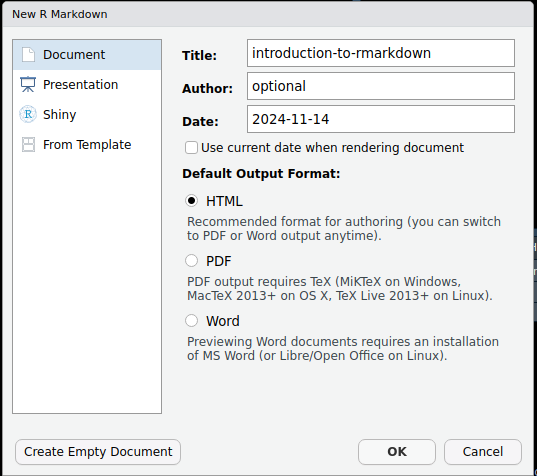 New R Markdown
Document
Presentation
R Shiny
From Template
Title: introduction-to-rmarkdown
Author: optional
Date: 2024-11-14
Use current date when rendering document
Default Output Format:
HTML
Recommended format for authoring (you can switch
to PDF or Word output anytime).
PDF
PDF output requires TeX (MiKTeX on Windows,
MacTeX 2013+ on OS X, TeX Live 2013+ on Linux).
Word
Previewing Word documents requires an installation
of MS Word (or Libre/Open Office on Linux).
Create Empty Document
OK
Cancel